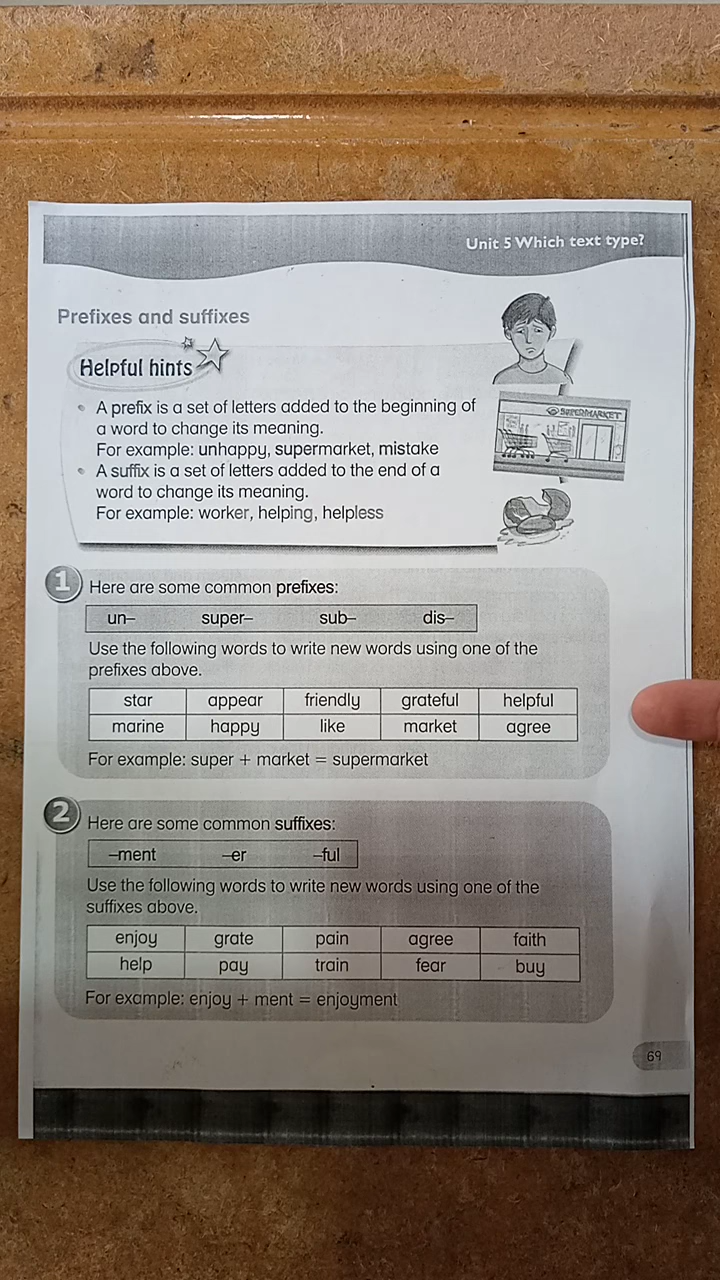 Unit 5 Which text type?
Prefixes and suffixes
Helpful hints
• A prefix is a set of letters added to the beginning of
a word to change its meaning.
For example: unhappy, supermarket, mistake
• A suffix is a set of letters added to the end of a
word to change its meaning.
For example: worker, helping, helpless
SUPERMARKET
1 Here are some common prefixes:
un– super– sub– dis–
Use the following words to write new words using one of the
prefixes above.
star appear friendly grateful helpful
marine happy like market agree
For example: super + market = supermarket
2 Here are some common suffixes:
–ment –er –ful
Use the following words to write new words using one of the
suffixes above.
enjoy grate pain agree faith
help pay train fear buy
For example: enjoy + ment = enjoyment
69